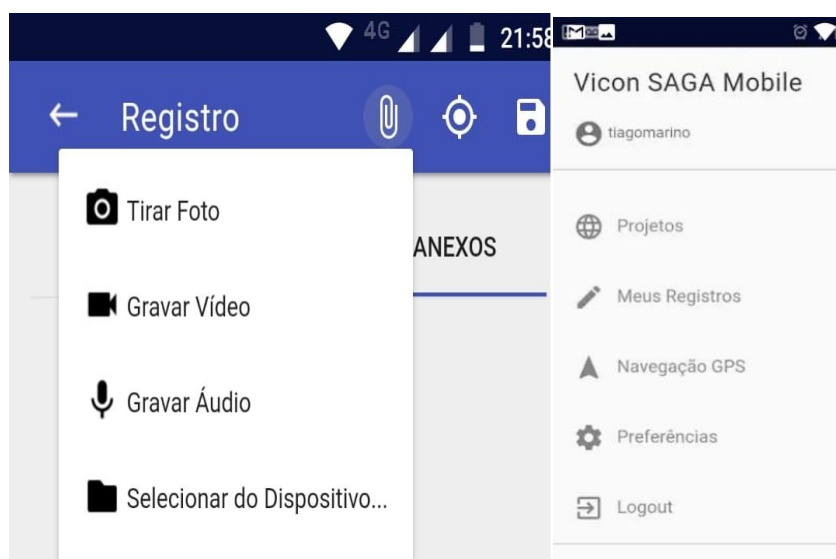 4G 21:58
Registro
Tirar Foto
ANEXOS
Gravar Vídeo
Gravar Áudio
Selecionar do Dispositivo...
Vicon SAGA Mobile
tiagomarino
Projetos
Meus Registros
Navegação GPS
Preferências
Logout